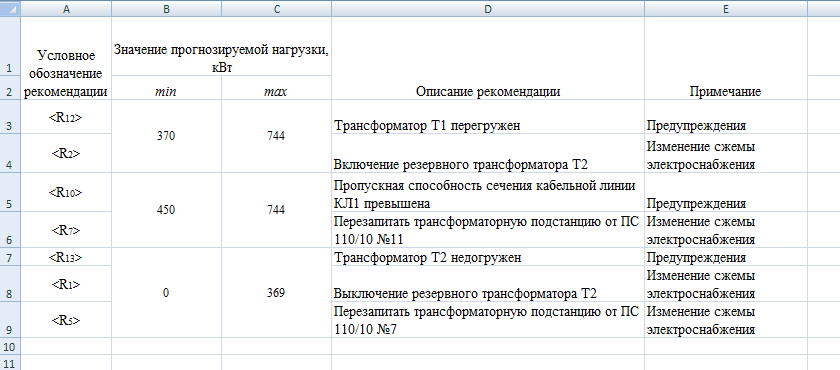 A B C D E
1 Условное обозначение рекомендации Значение прогнозируемой нагрузки, кВт Описание рекомендации Примечание
2 min max
3 <R12> 370 744 Трансформатор Т1 перегружен Предупреждения
4 <R2> Включение резервного трансформатора Т2 Изменение сжемы электроснабжения
5 <R10> 450 744 Пропускная способность сечения кабельной линии КЛ1 превышена Предупреждения
6 <R7> Перезапитать трансформаторную подстанцию от ПС 110/10 №11 Изменение сжемы электроснабжения
7 <R13> 0 369 Трансформатор Т2 недогружен Предупреждения
8 <R1> Выключение резервного трансформатора Т2 Изменение сжемы электроснабжения
9 <R5> Перезапитать трансформаторную подстанцию от ПС 110/10 №7 Изменение сжемы электроснабжения
10
11